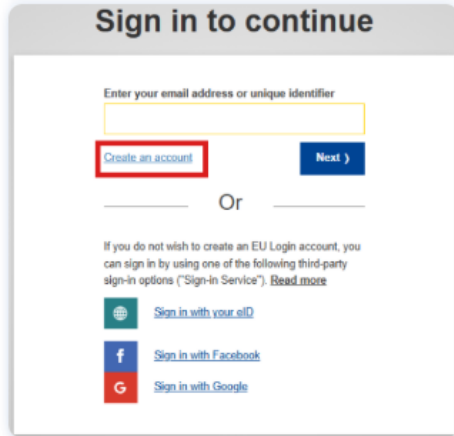 Sign in to continue
Enter your email address or unique identifier
Create an account
Next ⟩
Or
If you do not wish to create an EU Login account, you
can sign in by using one of the following third-party
sign-in options ("Sign-in Service"). Read more
Sign in with your eID
f Sign in with Facebook
G Sign in with Google